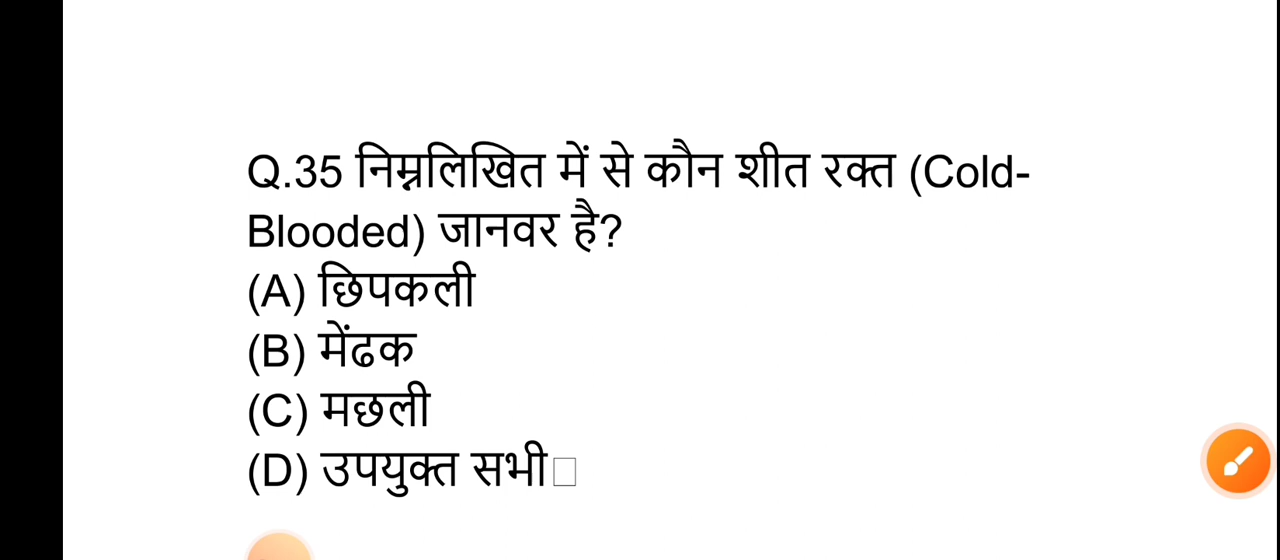 Q.35 निम्नलिखित में से कौन शीत रक्त (Cold-
Blooded) जानवर है?
(A) छिपकली
(B) मेंढक
(C) मछली
(D) उपयुक्त सभी